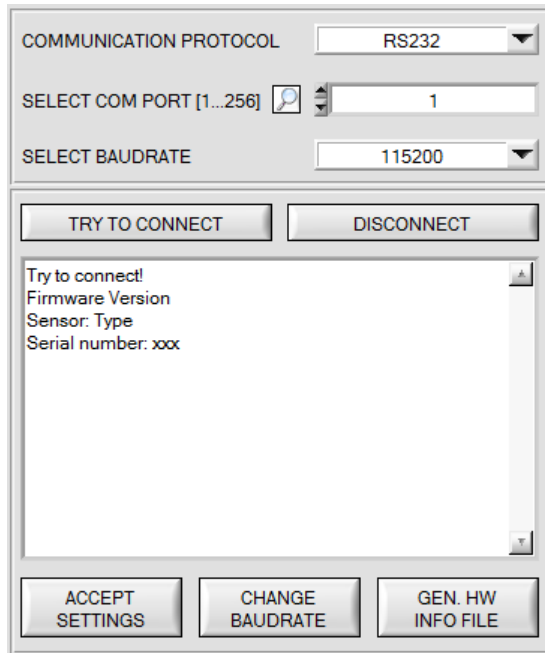 COMMUNICATION PROTOCOL RS232
SELECT COM PORT [1...256] 1
SELECT BAUDRATE 115200
TRY TO CONNECT DISCONNECT
Try to connect!
Firmware Version
Sensor: Type
Serial number: xxx
ACCEPT SETTINGS
CHANGE BAUDRATE
GEN. HW INFO FILE